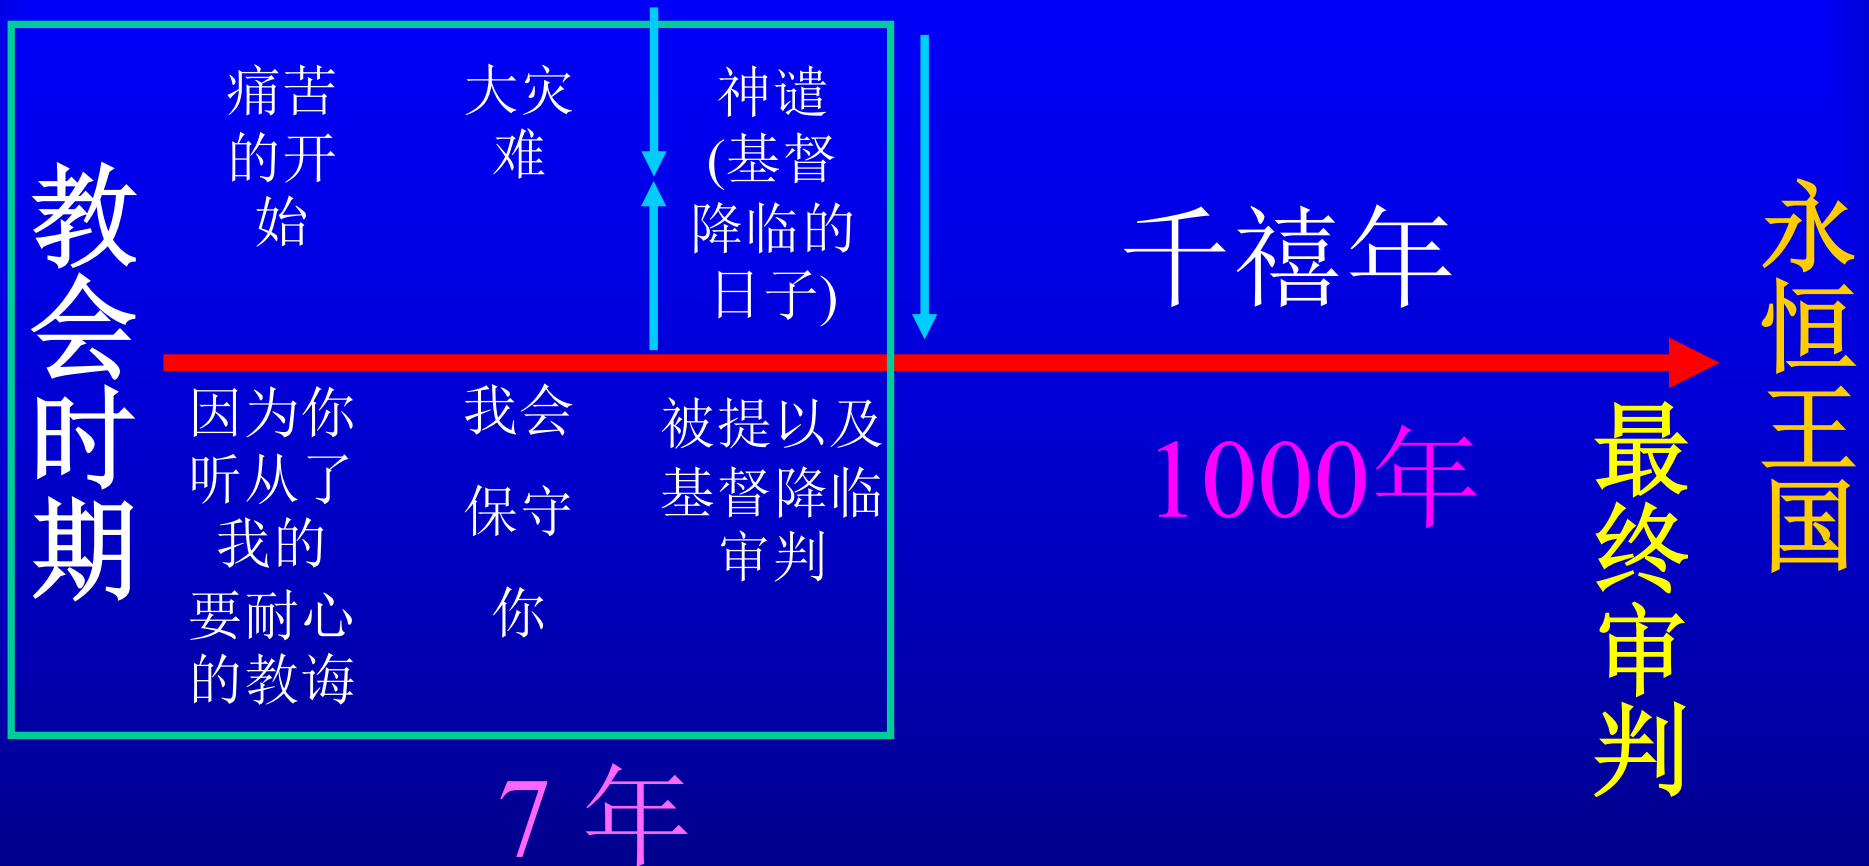 教会时期
痛苦
的开
始
大灾
难
神谴
(基督
降临的
日子)
因为你
听从了
我的
要耐心
的教诲
我会
保守
你
被提以及
基督降临
审判
7 年
千禧年
1000年
最终审判
永恒王国